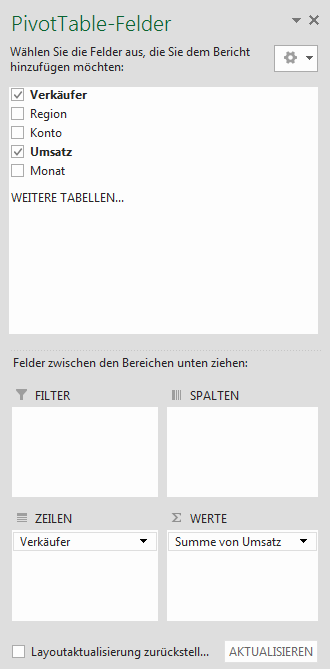 PivotTable-Felder
Wählen Sie die Felder aus, die Sie dem Bericht
hinzufügen möchten:
Verkäufer
Region
Konto
Umsatz
Monat
WEITERE TABELLEN...
Felder zwischen den Bereichen unten ziehen:
FILTER
SPALTEN
ZEILEN
WERTE
Verkäufer
Summe von Umsatz
Layoutaktualisierung zurückstell...
AKTUALISIEREN